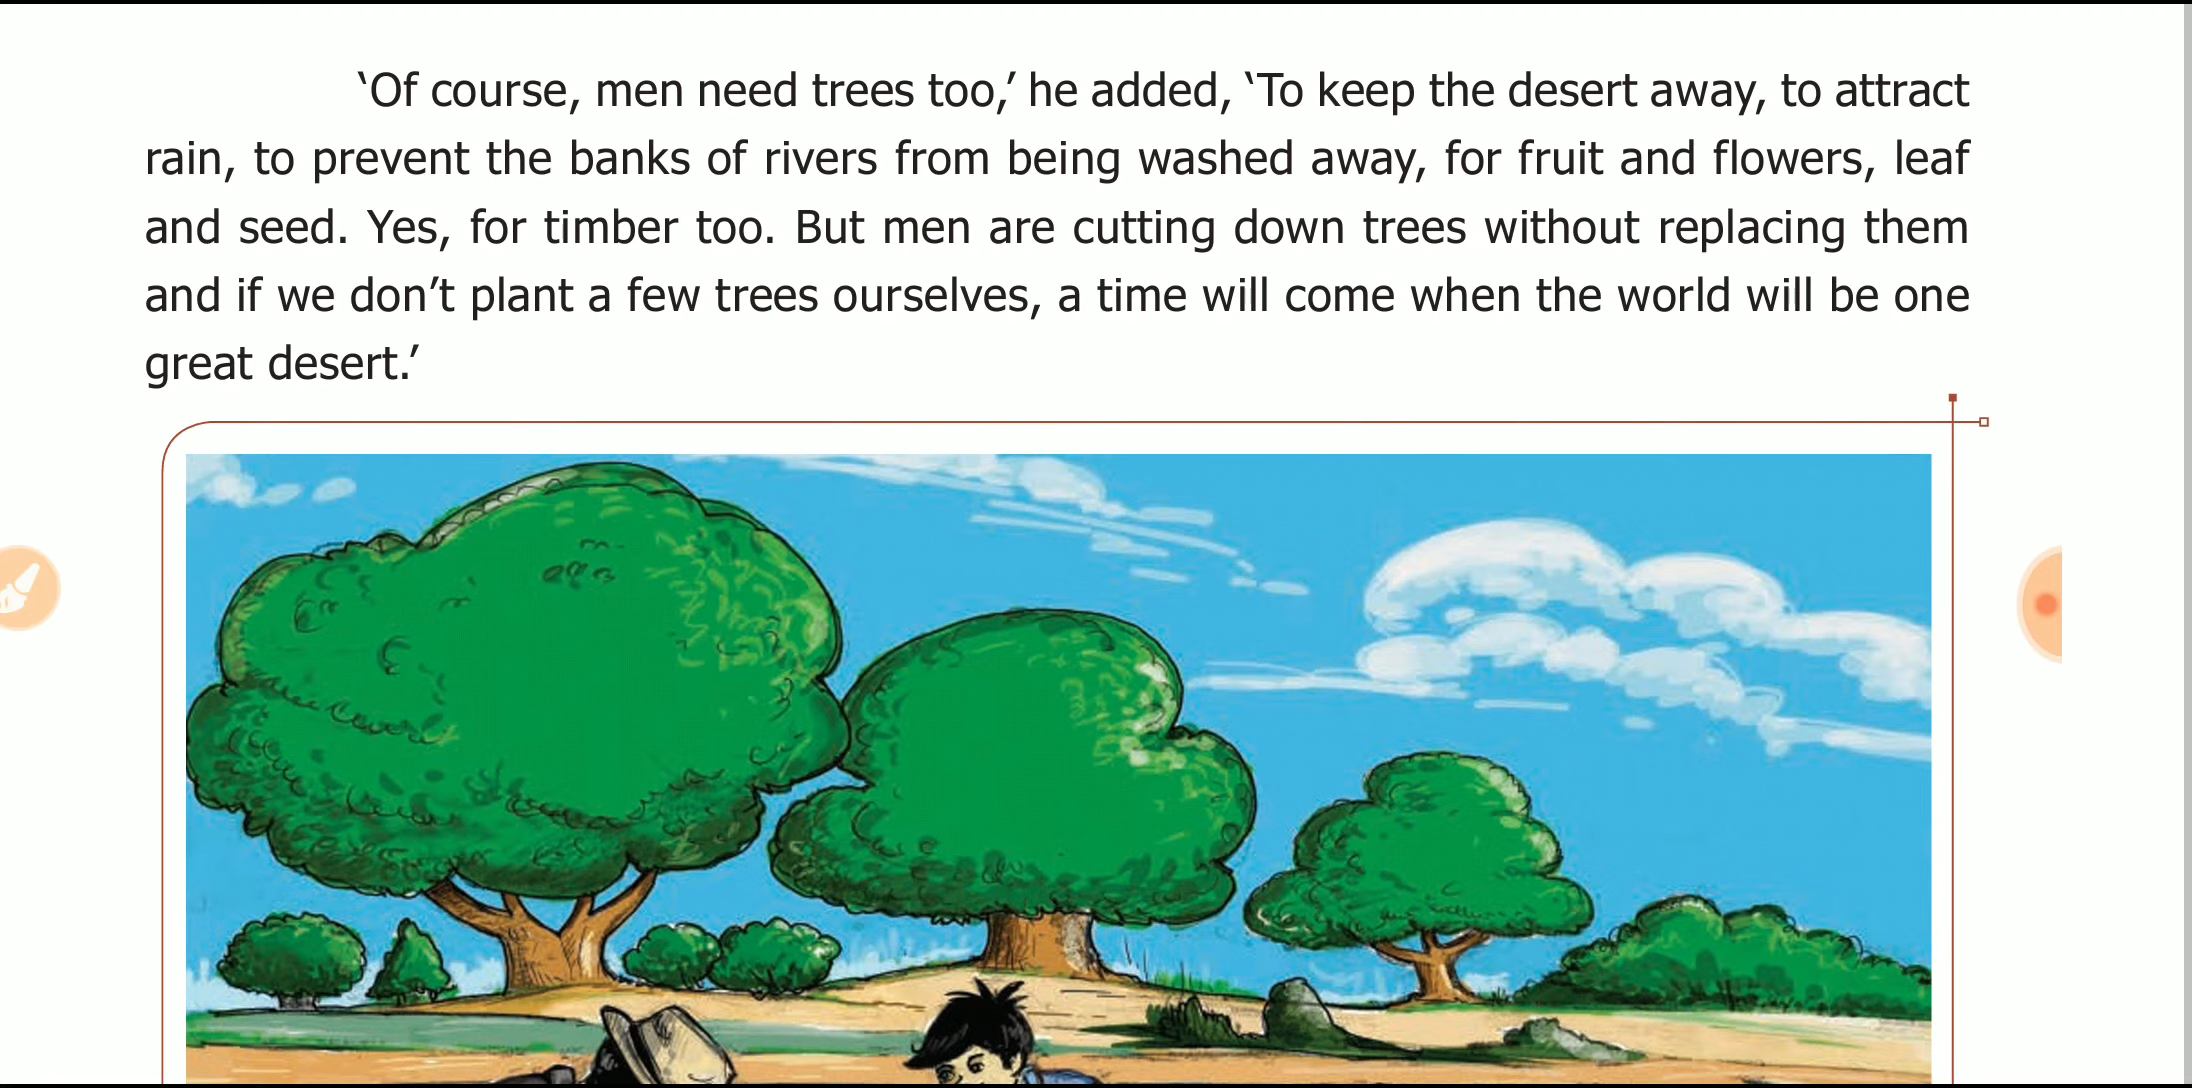 ‘Of course, men need trees too,’ he added, ‘To keep the desert away, to attract
rain, to prevent the banks of rivers from being washed away, for fruit and flowers, leaf
and seed. Yes, for timber too. But men are cutting down trees without replacing them
and if we don’t plant a few trees ourselves, a time will come when the world will be one
great desert.’